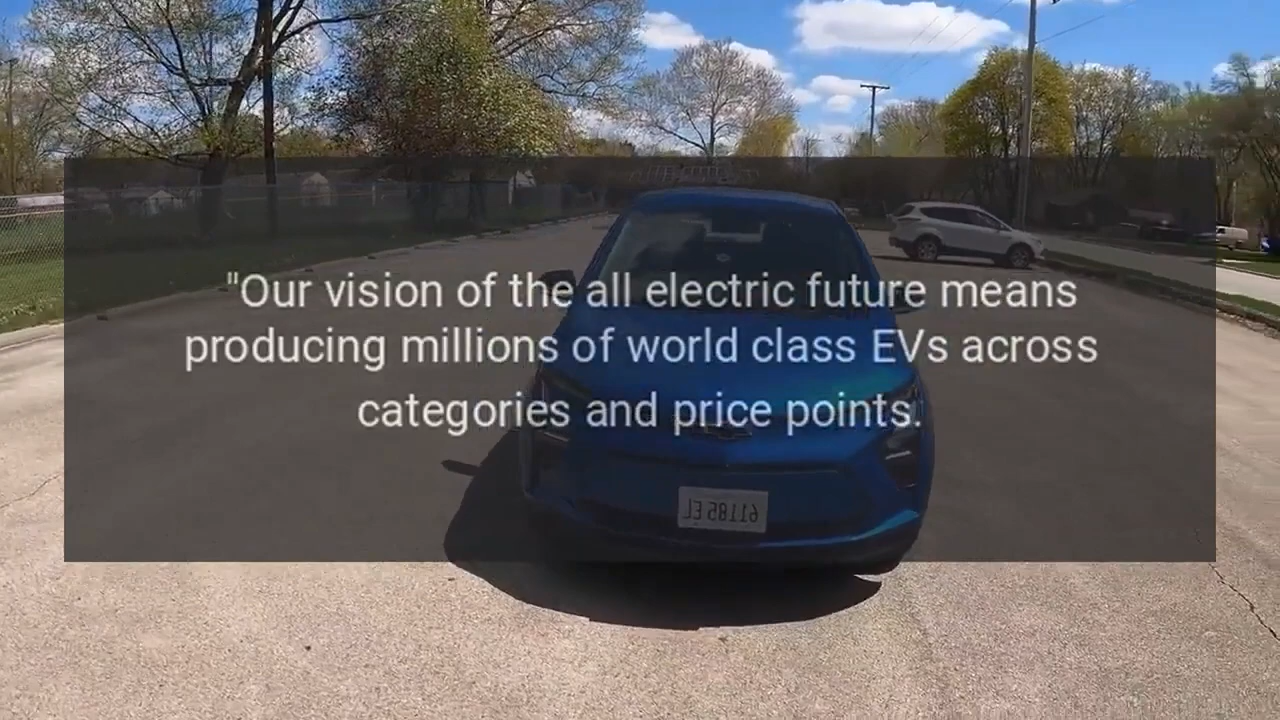 "Our vision of the all electric future means
producing millions of world class EVs across
categories and price points.